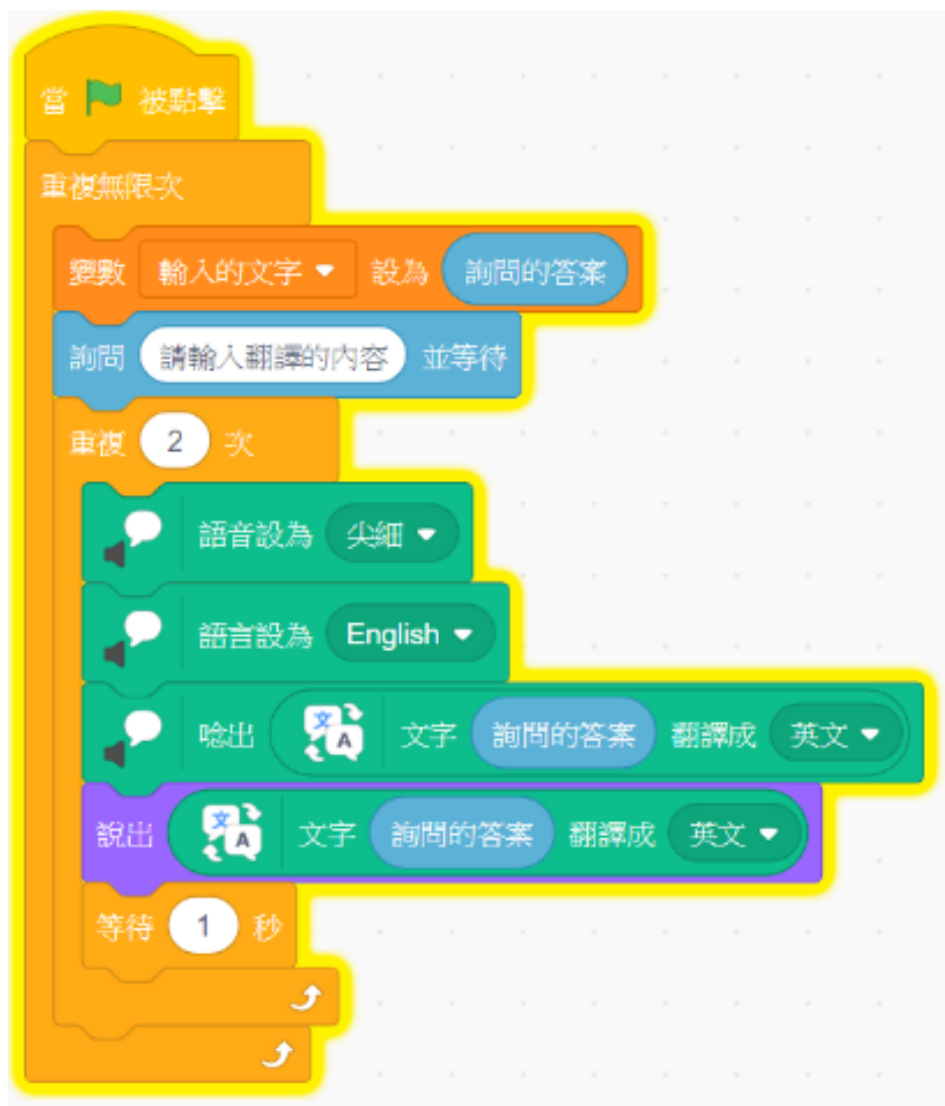 當 被點擊
重複無限次
變數 輸入的文字 設為 詢問的答案
詢問 請輸入翻譯的內容 並等待
重複 2 次
語音設為 尖細
語言設為 English
唸出 文 A 文字 詢問的答案 翻譯成 英文
說出 文 A 文字 詢問的答案 翻譯成 英文
等待 1 秒